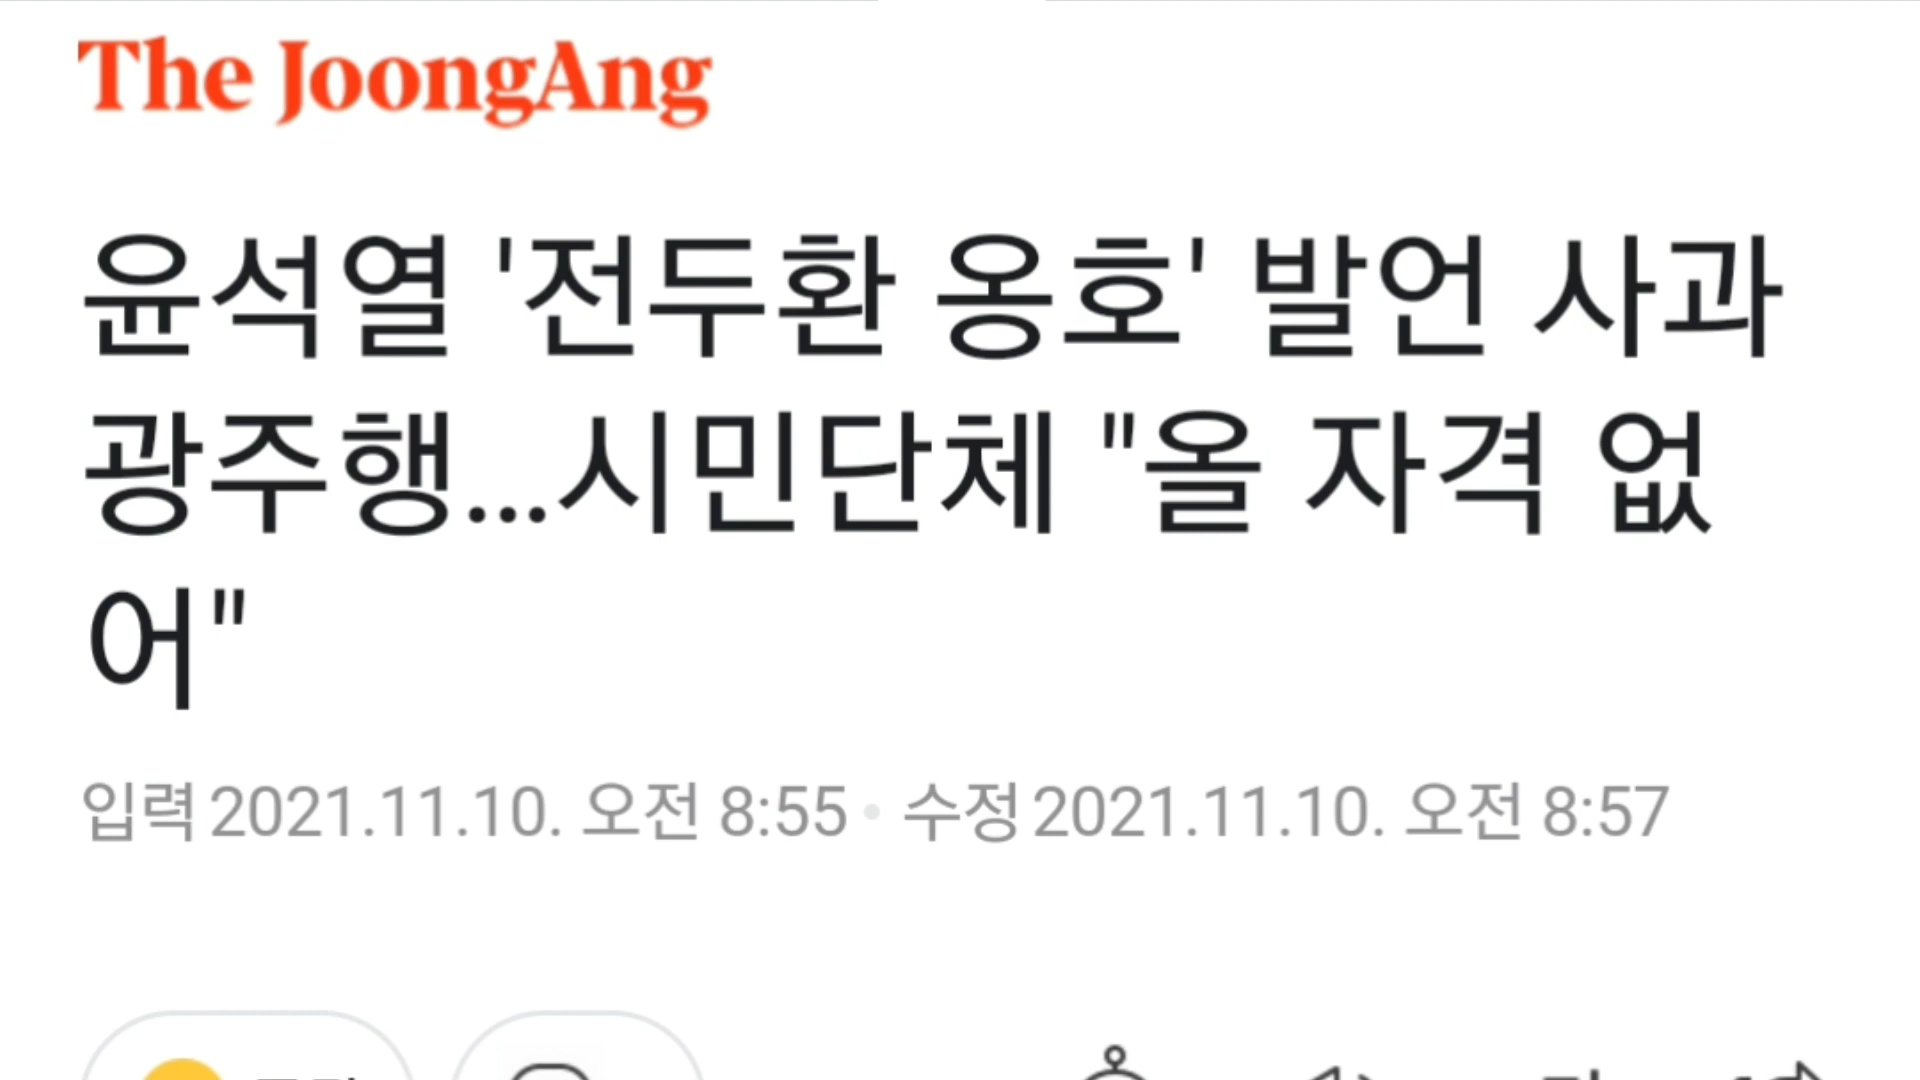 The JoongAng
윤석열 '전두환 옹호' 발언 사과
광주행...시민단체 "올 자격 없
어"
입력 2021.11.10. 오전 8:55 · 수정 2021.11.10. 오전 8:57